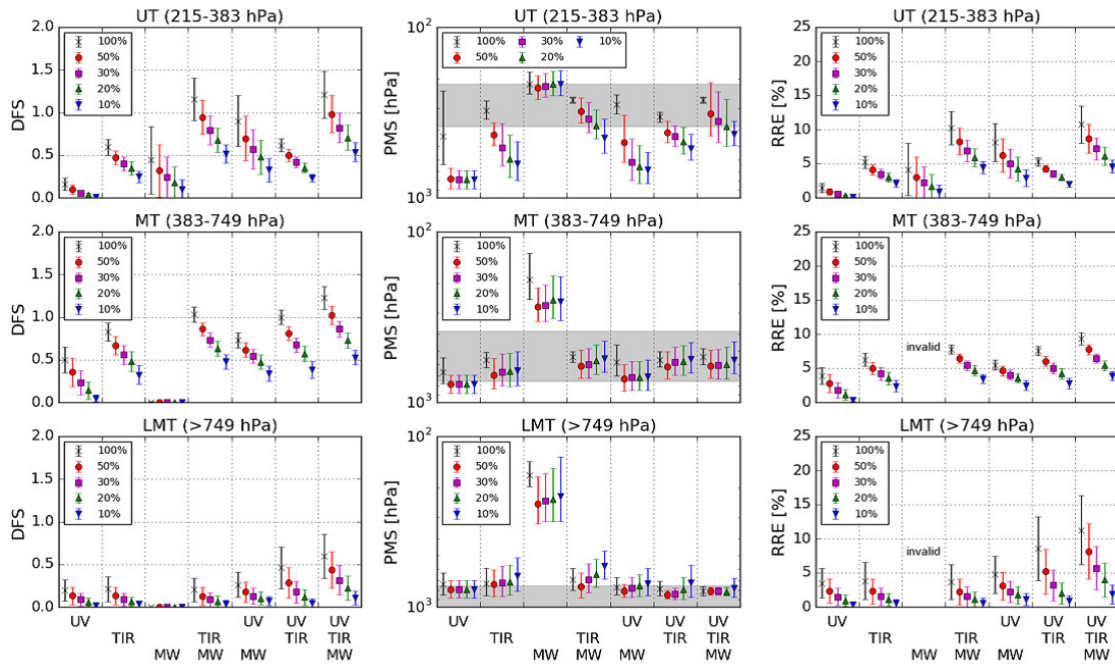 UT (215-383 hPa) UT (215-383 hPa) UT (215-383 hPa)
2.0 10² 25
100% 100% 30% 10% 100%
50% 50% 20% 50%
30% 30%
20% 20%
10% 10%
1.5 20
1.0 15
0.5 10
0.0 5
10³ 0
DFS PMS [hPa] RRE [%]
MT (383-749 hPa) MT (383-749 hPa) MT (383-749 hPa)
2.0 10² 25
100% 100% 100%
50% 50% 50%
30% 30% 30%
20% 20% 20%
10% 10% 10%
1.5 20
1.0 15
0.5 10
0.0 5
10³ 0
invalid
DFS PMS [hPa] RRE [%]
LMT (>749 hPa) LMT (>749 hPa) LMT (>749 hPa)
2.0 10² 25
100% 100% 100%
50% 50% 50%
30% 30% 30%
20% 20% 20%
10% 10% 10%
1.5 20
1.0 15
0.5 10
0.0 5
10³ 0
invalid
DFS PMS [hPa] RRE [%]
UV UV UV UV UV UV UV UV UV UV UV UV
TIR TIR TIR TIR TIR TIR TIR TIR TIR TIR TIR TIR
MW MW MW MW MW MW MW MW MW MW MW MW